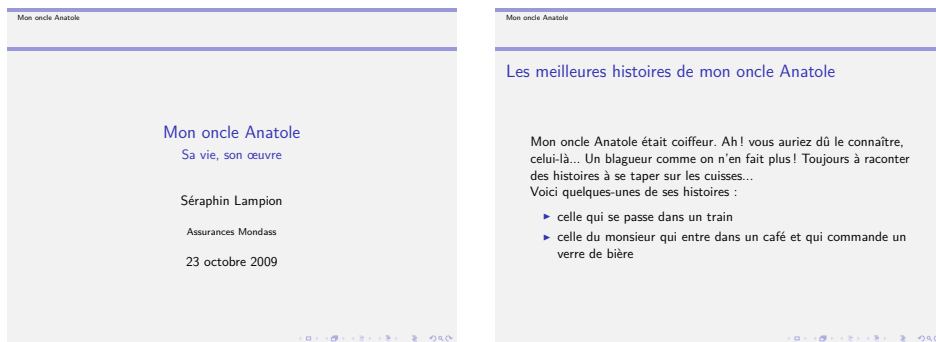 Mon oncle Anatole
Mon oncle Anatole
Sa vie, son œuvre
Séraphin Lampion
Assurances Mondass
23 octobre 2009
Mon oncle Anatole
Les meilleures histoires de mon oncle Anatole
Mon oncle Anatole était coiffeur. Ah ! vous auriez dû le connaître,
celui-là... Un blagueur comme on n'en fait plus ! Toujours à raconter
des histoires à se taper sur les cuisses...
Voici quelques-unes de ses histoires :
celle qui se passe dans un train
celle du monsieur qui entre dans un café et qui commande un
verre de bière